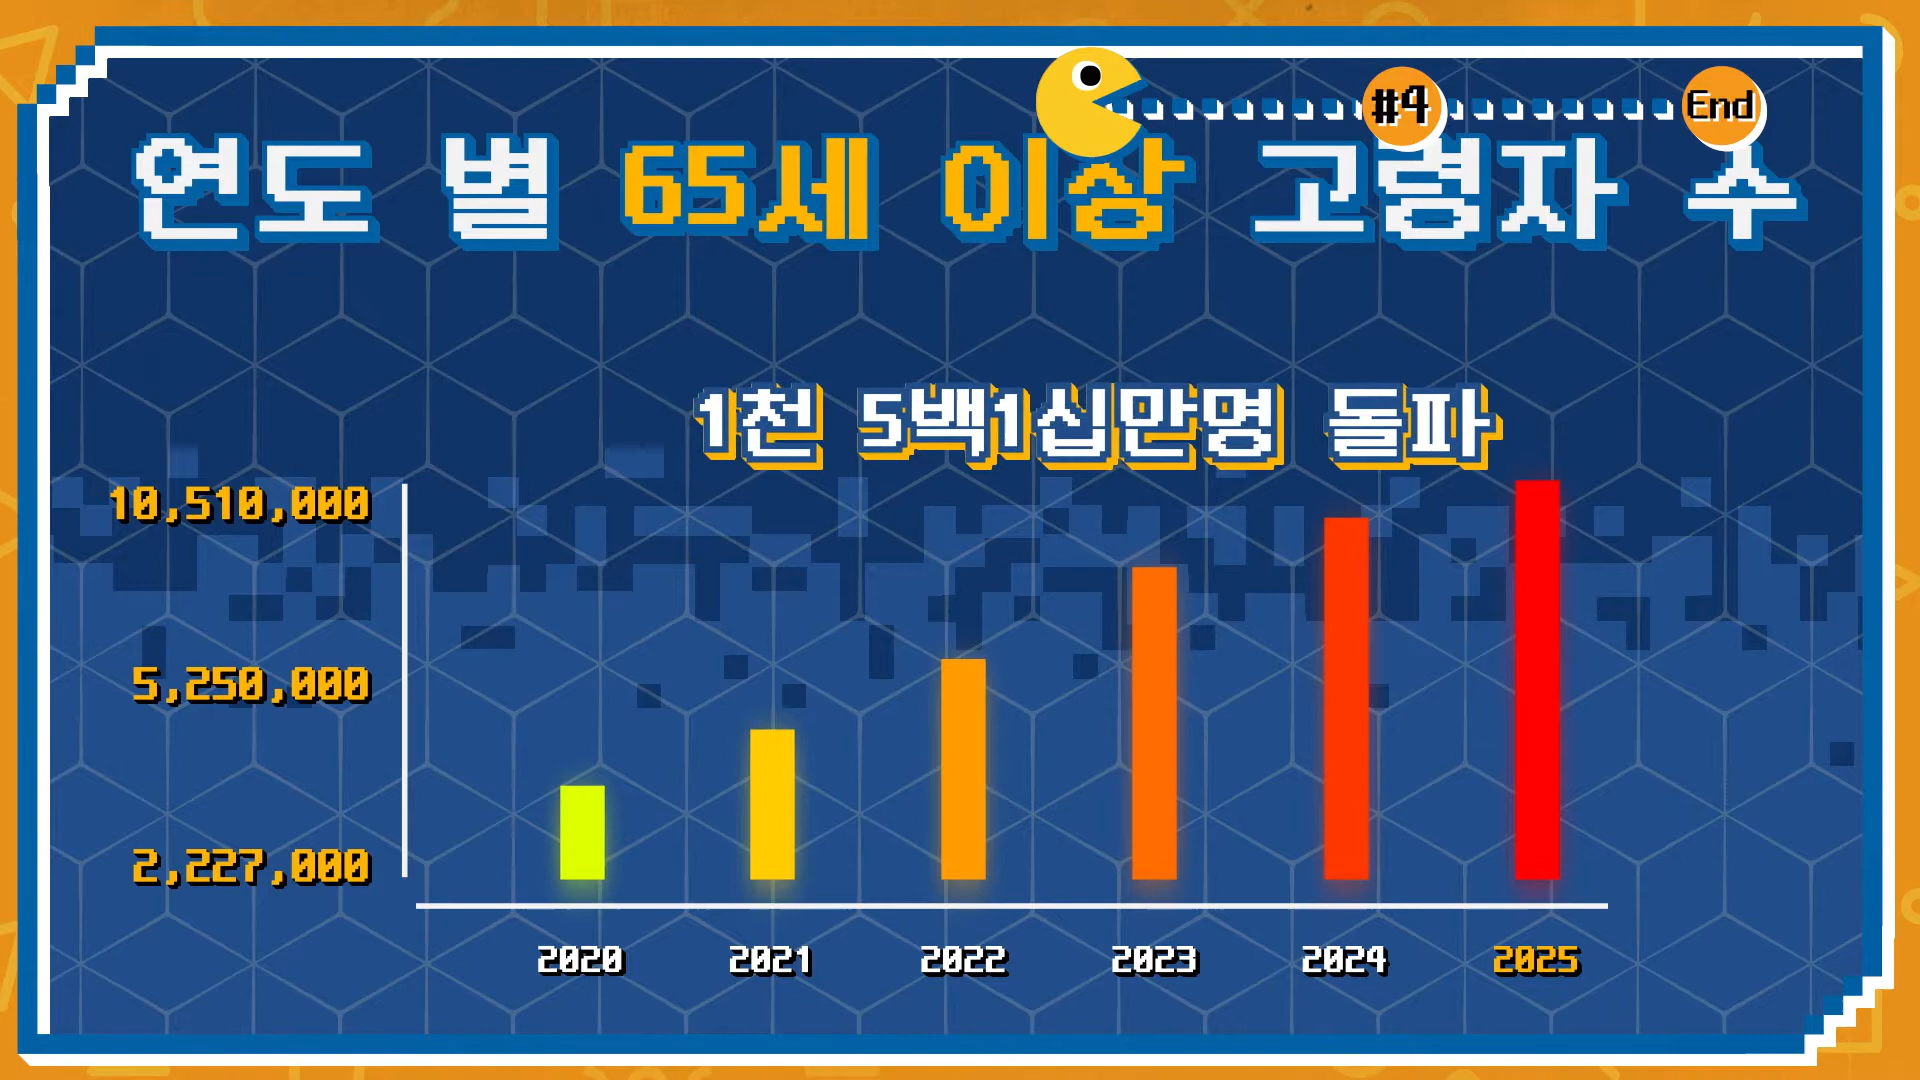 #4 End
연도 별 65세 이상 고령자 수
1천 5백1십만명 돌파
10,510,000
5,250,000
2,227,000
2020 2021 2022 2023 2024 2025